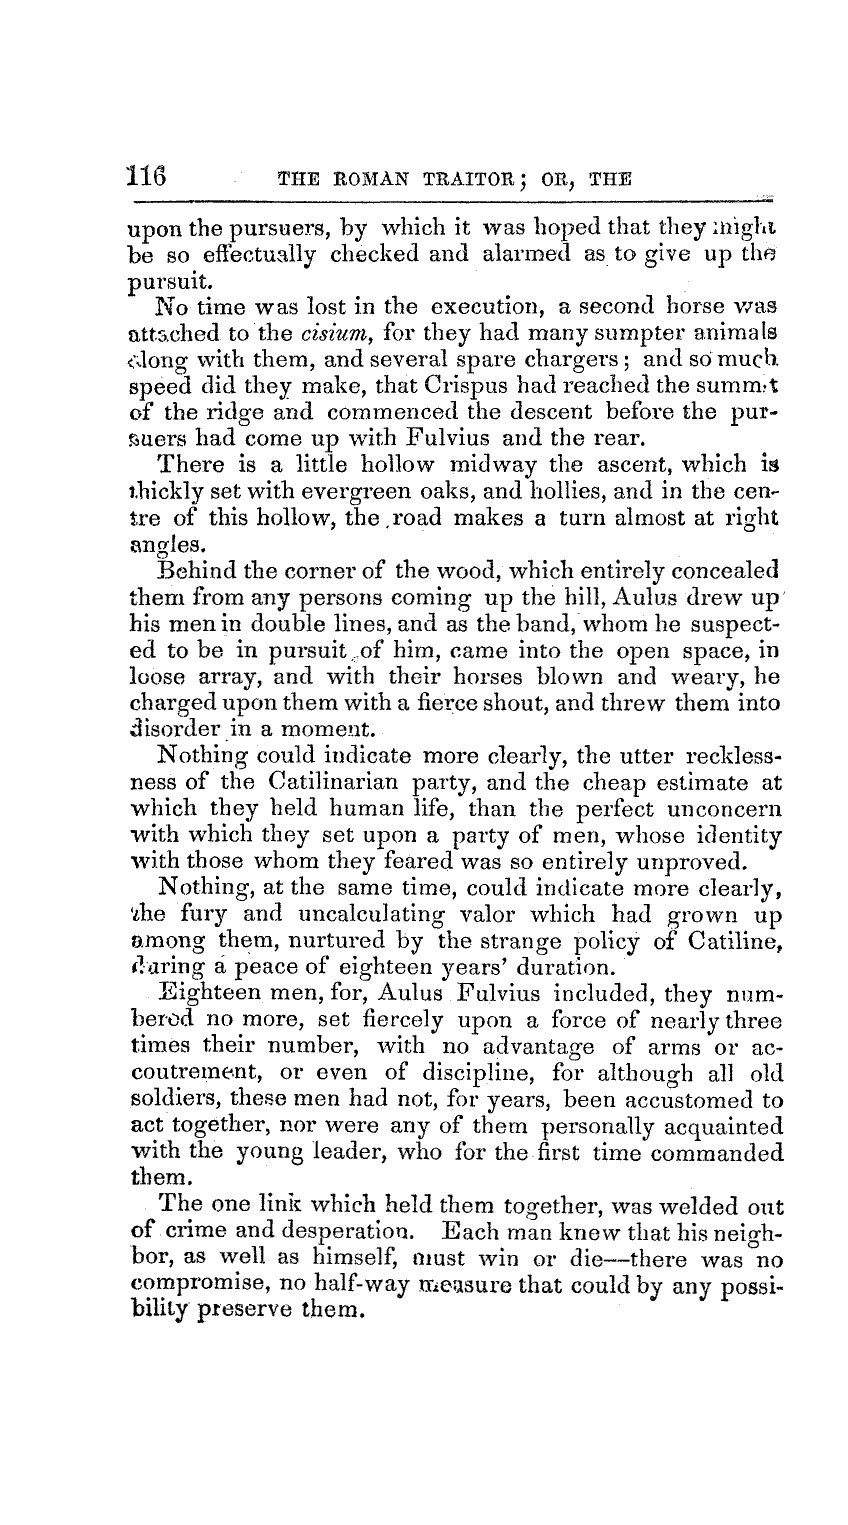 116 THE ROMAN TRAITOR; OR, THE
upon the pursuers, by which it was hoped that they might
be so effectually checked and alarmed as to give up the
pursuit.
No time was lost in the execution, a second horse was
attached to the cisium, for they had many sumpter animals
along with them, and several spare chargers; and so much
speed did they make, that Crispus had reached the summit
of the ridge and commenced the descent before the pur-
suers had come up with Fulvius and the rear.
There is a little hollow midway the ascent, which is
thickly set with evergreen oaks, and hollies, and in the cen-
tre of this hollow, the road makes a turn almost at right
angles.
Behind the corner of the wood, which entirely concealed
them from any persons coming up the hill, Aulus drew up
his men in double lines, and as the band, whom he suspect-
ed to be in pursuit of him, came into the open space, in
loose array, and with their horses blown and weary, he
charged upon them with a fierce shout, and threw them into
disorder in a moment.
Nothing could indicate more clearly, the utter reckless-
ness of the Catilinarian party, and the cheap estimate at
which they held human life, than the perfect unconcern
with which they set upon a party of men, whose identity
with those whom they feared was so entirely unproved.
Nothing, at the same time, could indicate more clearly,
the fury and uncalculating valor which had grown up
among them, nurtured by the strange policy of Catiline,
during a peace of eighteen years' duration.
Eighteen men, for, Aulus Fulvius included, they num-
bered no more, set fiercely upon a force of nearly three
times their number, with no advantage of arms or ac-
coutrement, or even of discipline, for although all old
soldiers, these men had not, for years, been accustomed to
act together, nor were any of them personally acquainted
with the young leader, who for the first time commanded
them.
The one link which held them together, was welded out
of crime and desperation. Each man knew that his neigh-
bor, as well as himself, must win or die—there was no
compromise, no half-way measure that could by any possi-
bility preserve them.